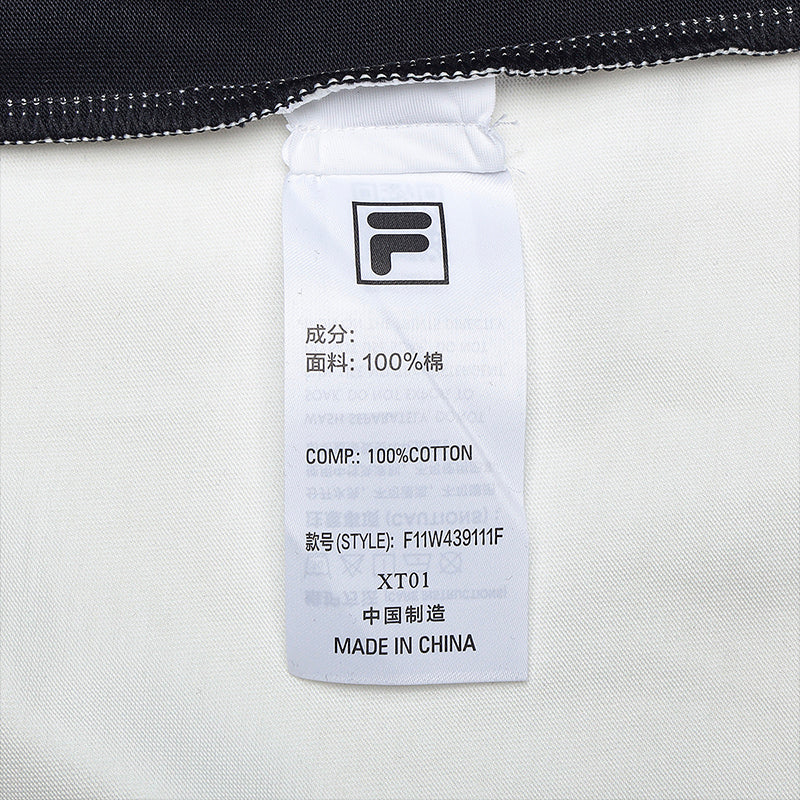 F
成分:
面料: 100%棉
COMP.: 100%COTTON
款号(STYLE): F11W439111F
XT01
中国制造
MADE IN CHINA